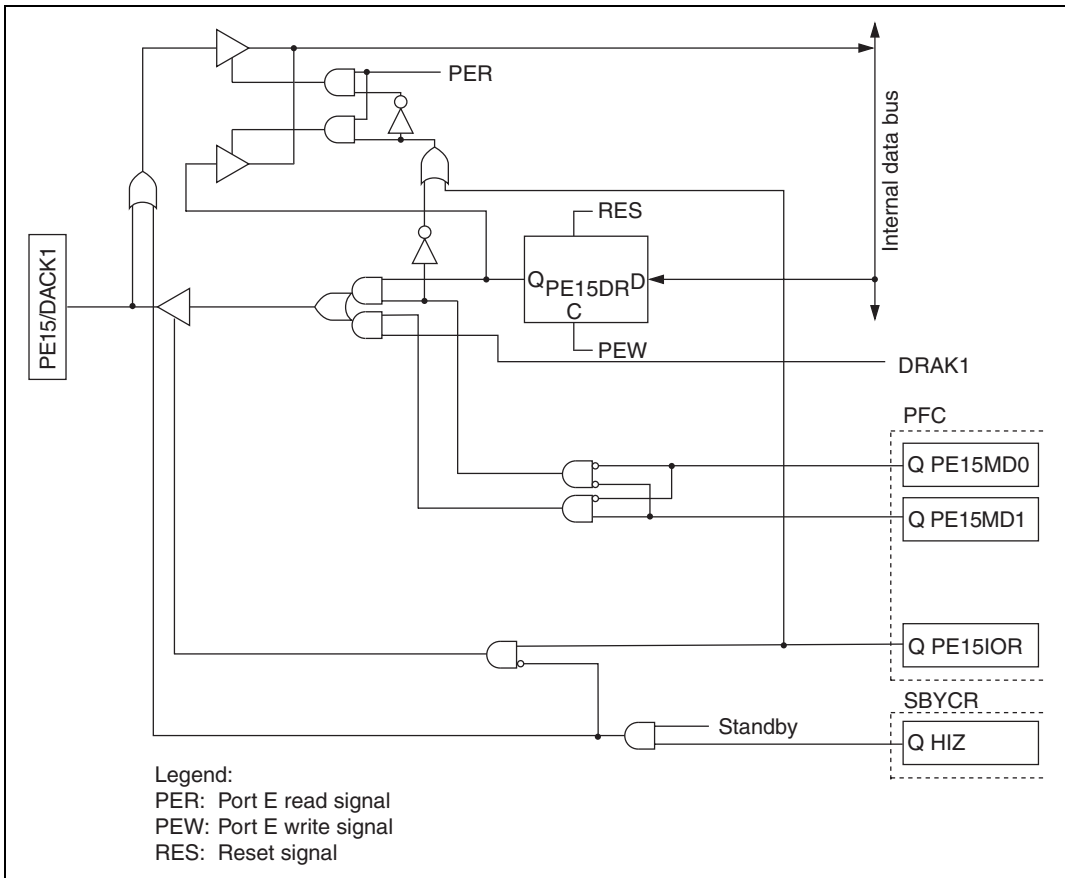 PER
Internal data bus
RES
Q PE15DR D
C
PEW
PE15/DACK1
DRAK1
PFC
Q PE15MD0
Q PE15MD1
Q PE15IOR
SBYCR
Standby
Q HIZ
Legend:
PER: Port E read signal
PEW: Port E write signal
RES: Reset signal